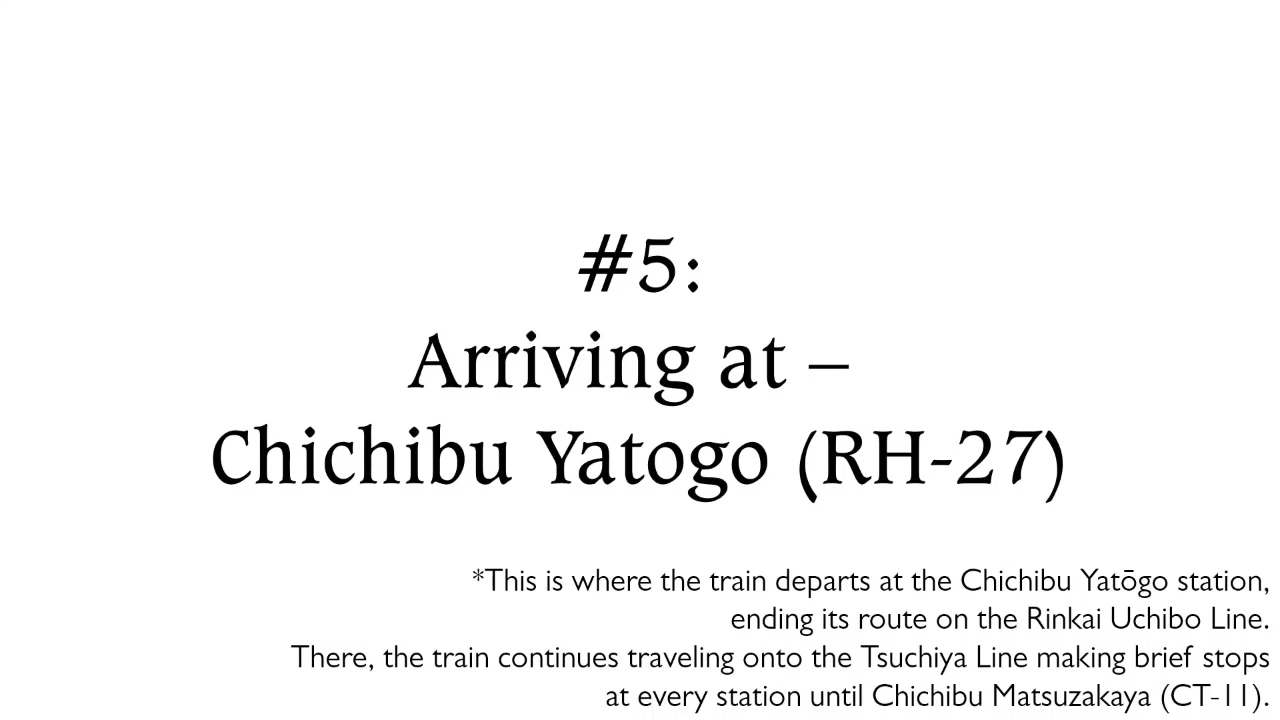 #5:
Arriving at –
Chichibu Yatogo (RH-27)
*This is where the train departs at the Chichibu Yatōgo station,
ending its route on the Rinkai Uchibo Line.
There, the train continues traveling onto the Tsuchiya Line making brief stops
at every station until Chichibu Matsuzakaya (CT-11).